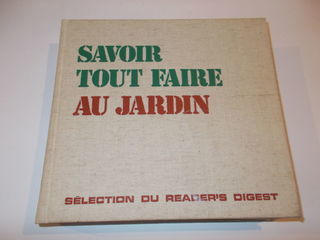 SAVOIR
TOUT FAIRE
AU JARDIN
SÉLECTION DU READER'S DIGEST